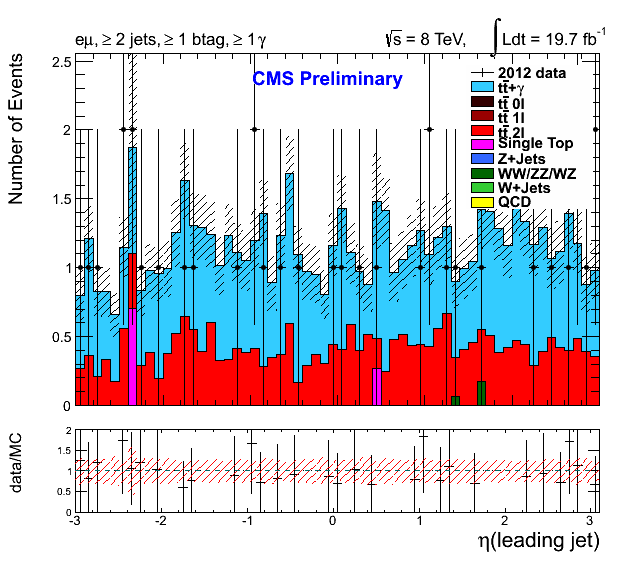 eμ, ≥ 2 jets, ≥ 1 btag, ≥ 1 γ
√s = 8 TeV, ∫ Ldt = 19.7 fb⁻¹
CMS Preliminary
Number of Events
2.5
2
1.5
1
0.5
0
2012 data
tt̄+γ
tt̄ 0l
tt̄ 1l
tt̄ 2l
Single Top
Z+Jets
WW/ZZ/WZ
W+Jets
QCD
data/MC
2
1.5
1
0.5
0
-3 -2 -1 0 1 2 3
η(leading jet)